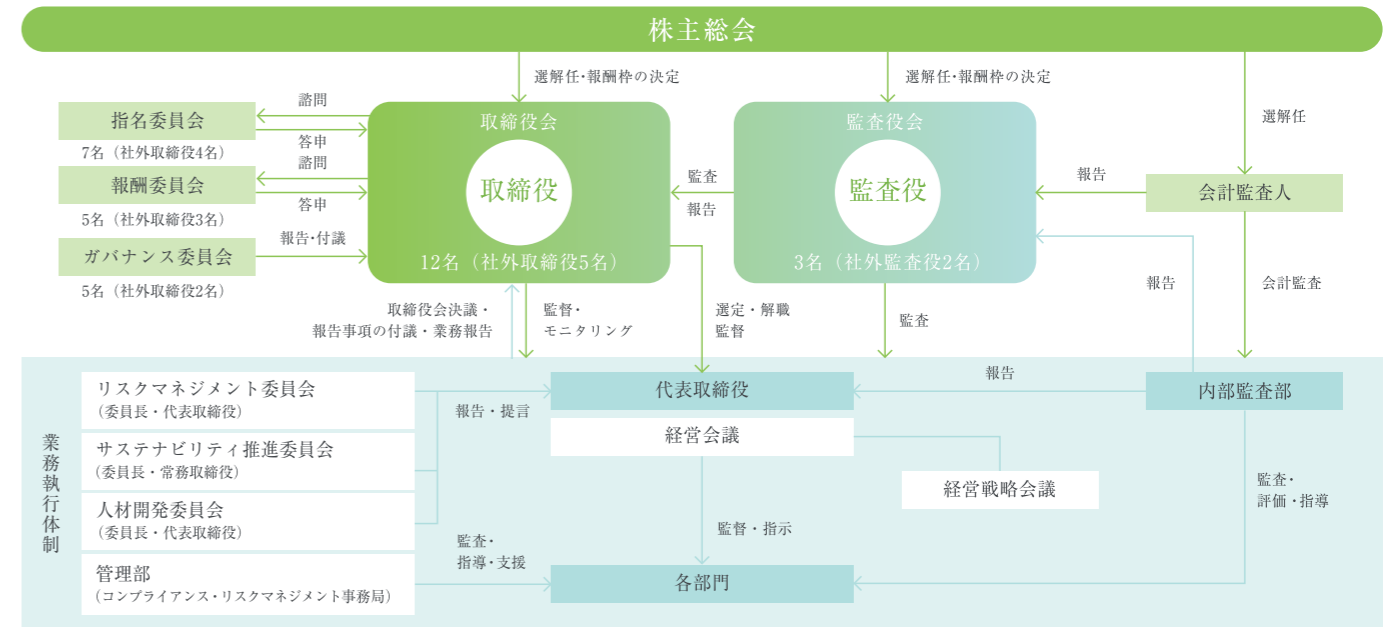 株主総会
選解任・報酬枠の決定
選解任・報酬枠の決定
選解任
指名委員会
7名（社外取締役4名）
諮問
答申
報酬委員会
5名（社外取締役3名）
諮問
答申
ガバナンス委員会
5名（社外取締役2名）
報告・付議
取締役会
取締役
12名（社外取締役5名）
監査
報告
監査役会
監査役
3名（社外監査役2名）
報告
会計監査人
取締役会決議・
報告事項の付議・業務報告
監督・
モニタリング
選定・解職
監督
監査
報告
会計監査
業務執行体制
リスクマネジメント委員会
（委員長・代表取締役）
サステナビリティ推進委員会
（委員長・常務取締役）
人材開発委員会
（委員長・代表取締役）
管理部
（コンプライアンス・リスクマネジメント事務局）
報告・提言
監査・
指導・支援
代表取締役
経営会議
経営戦略会議
監督・指示
各部門
報告
内部監査部
監査・
評価・指導